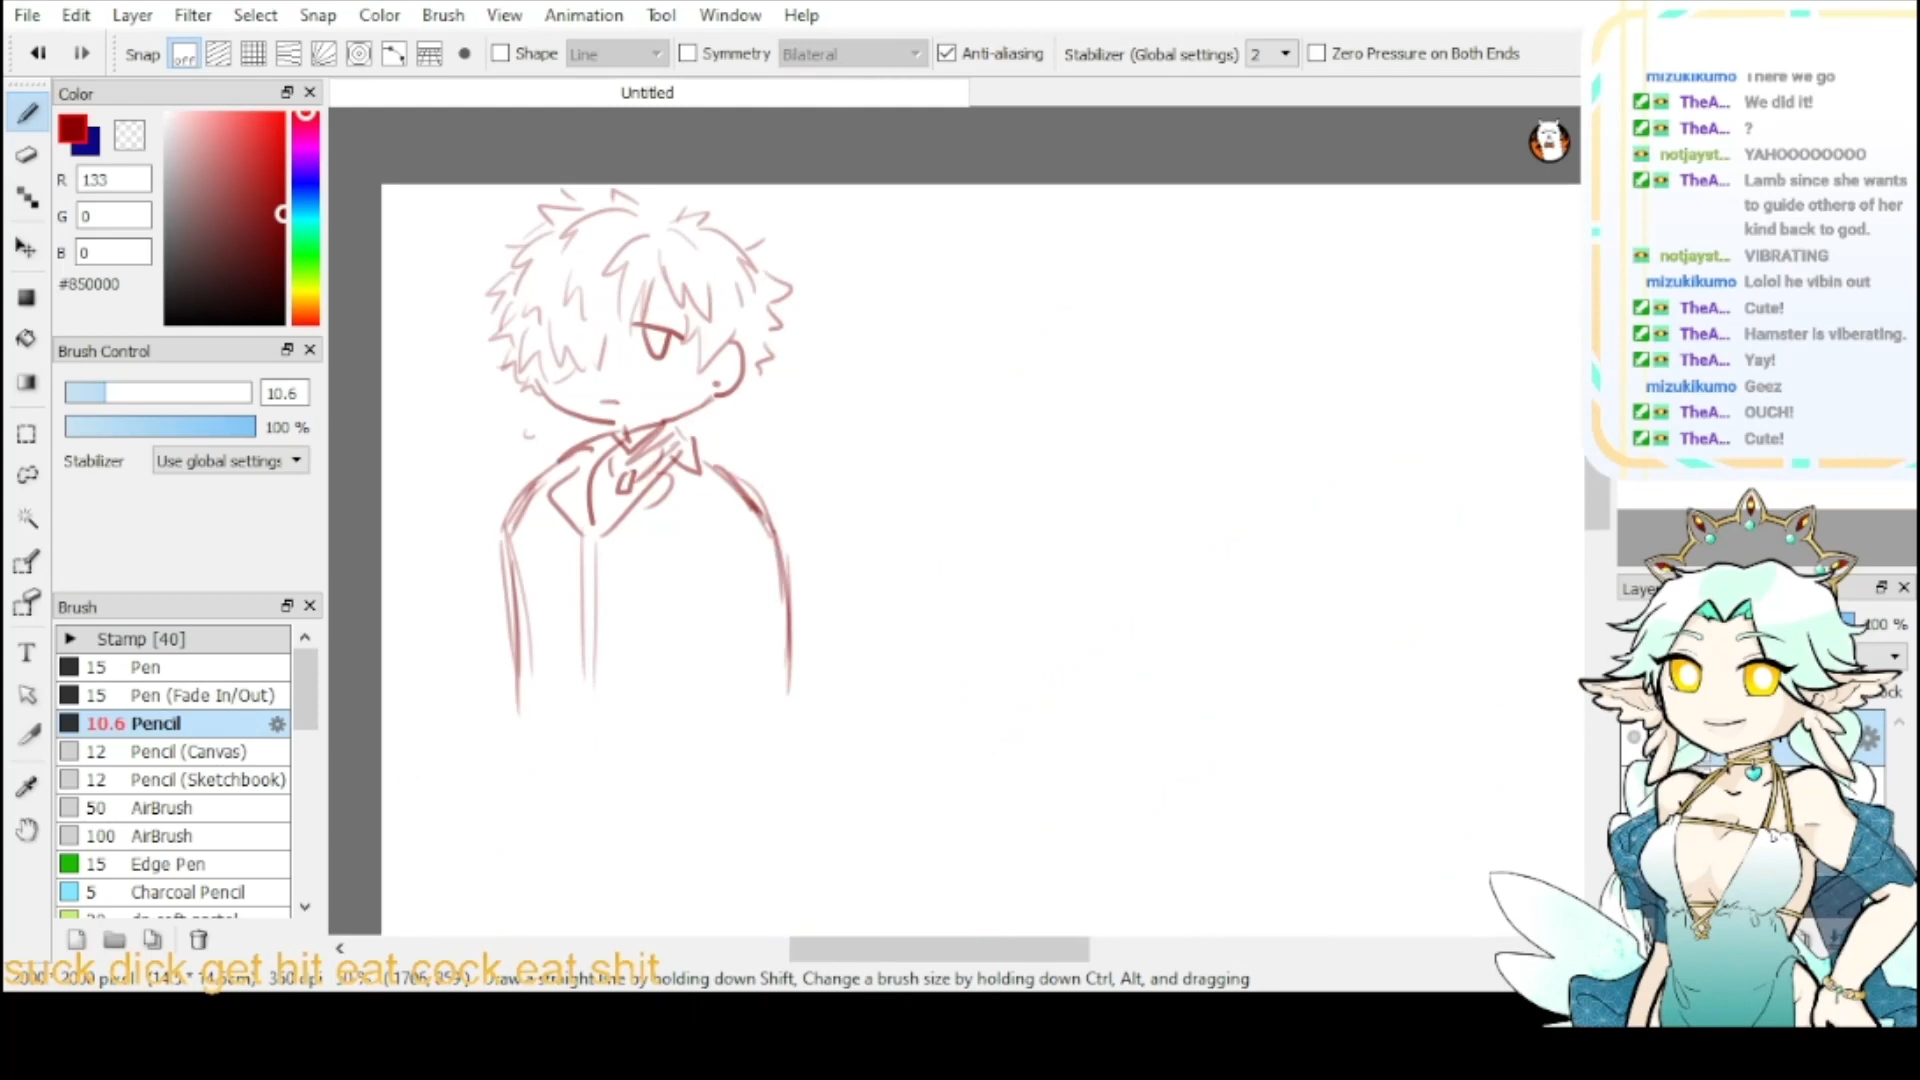 File Edit Layer Filter Select Snap Color Brush View Animation Tool Window Help
Snap off Shape Line Symmetry Bilateral Anti-aliasing Stabilizer (Global settings) 2 Zero Pressure on Both Ends
Color
Untitled
R 133
G 0
B 0
#850000
Brush Control
10.6
100 %
Stabilizer Use global settings
Brush
Stamp [40]
15 Pen
15 Pen (Fade In/Out)
10.6 Pencil
12 Pencil (Canvas)
12 Pencil (Sketchbook)
50 AirBrush
100 AirBrush
15 Edge Pen
5 Charcoal Pencil
mizukikumo There we go
TheA... We did it!
TheA... ?
notjayst... YAHOOOOOOOO
TheA... Lamb since she wants
to guide others of her
kind back to god.
notjayst... VIBRATING
mizukikumo Lolol he vibin out
TheA... Cute!
TheA... Hamster is viberating.
TheA... Yay!
mizukikumo Geez
TheA... OUCH!
TheA... Cute!
Laye
100 %
ock
suck dick get hit eat cock eat shit
holding down Shift, Change a brush size by holding down Ctrl, Alt, and dragging